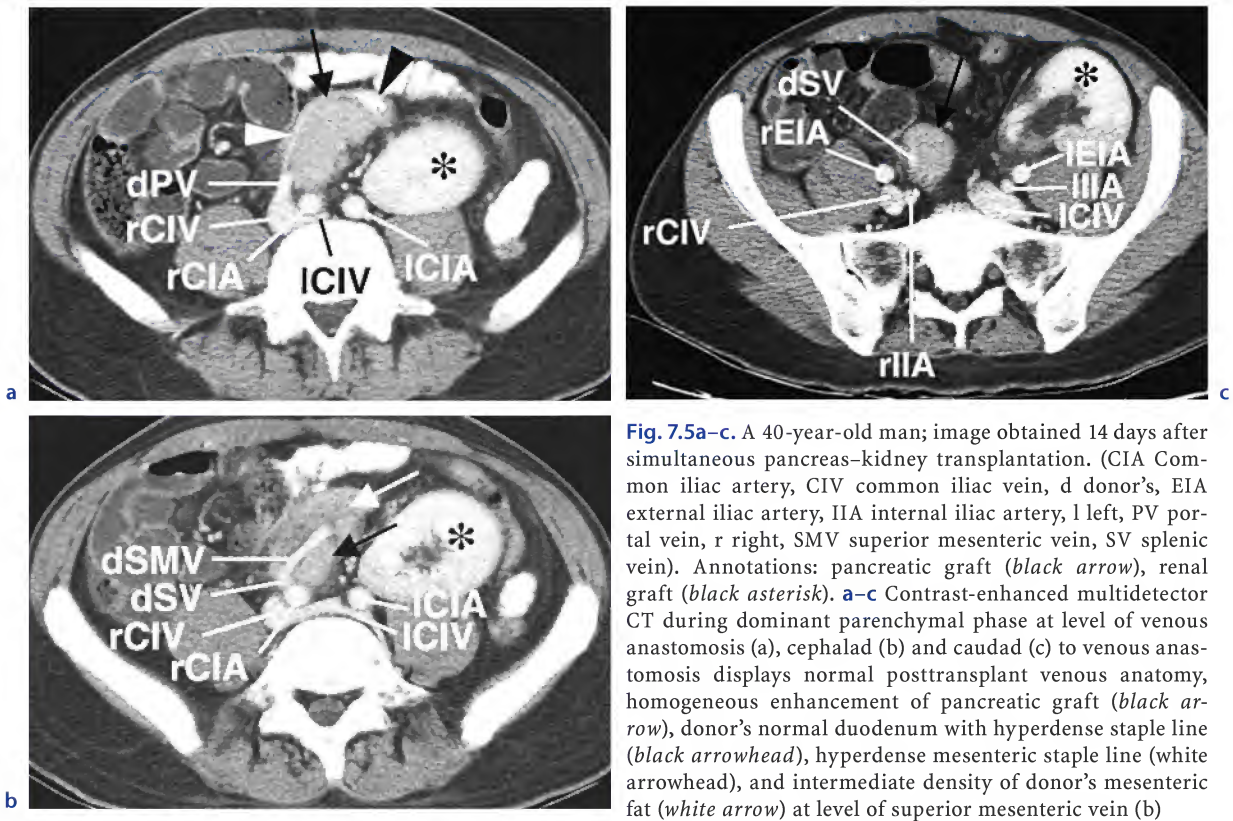 dPV
rCIV
rCIA
lCIV
lCIA
a
dSV
rEIA
lEIA
lIIA
lCIV
rCIV
rIIA
c
dSMV
dSV
rCIV
rCIA
lCIA
lCIV
b
Fig. 7.5a–c. A 40-year-old man; image obtained 14 days after
simultaneous pancreas–kidney transplantation. (CIA Com-
mon iliac artery, CIV common iliac vein, d donor's, EIA
external iliac artery, IIA internal iliac artery, l left, PV por-
tal vein, r right, SMV superior mesenteric vein, SV splenic
vein). Annotations: pancreatic graft (black arrow), renal
graft (black asterisk). a–c Contrast-enhanced multidetector
CT during dominant parenchymal phase at level of venous
anastomosis (a), cephalad (b) and caudad (c) to venous anas-
tomosis displays normal posttransplant venous anatomy,
homogeneous enhancement of pancreatic graft (black ar-
row), donor's normal duodenum with hyperdense staple line
(black arrowhead), hyperdense mesenteric staple line (white
arrowhead), and intermediate density of donor's mesenteric
fat (white arrow) at level of superior mesenteric vein (b)